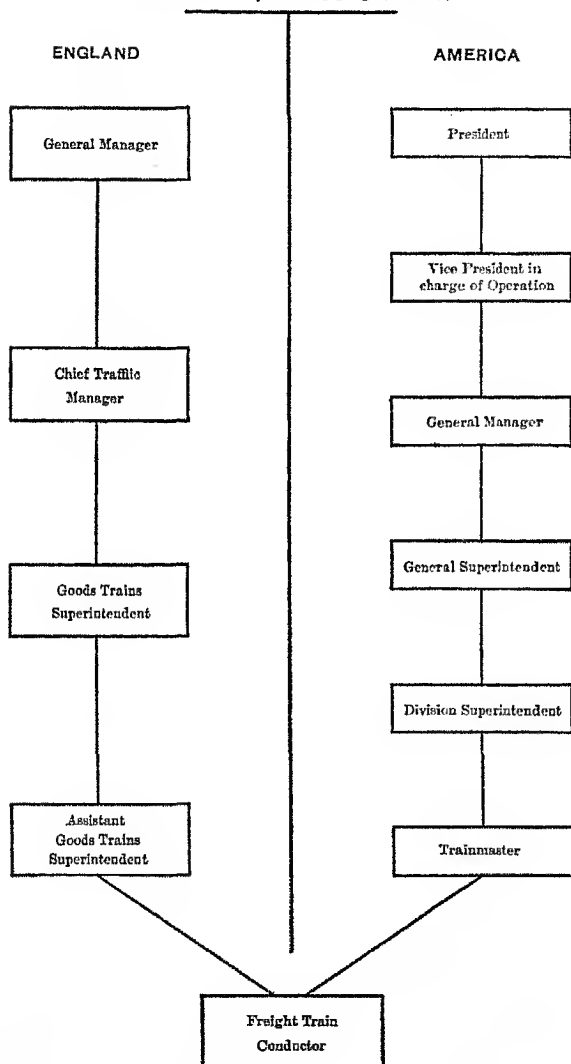 ENGLAND
General Manager
Chief Traffic
Manager
Goods Trains
Superintendent
Assistant
Goods Trains
Superintendent
AMERICA
President
Vice President in
charge of Operation
General Manager
General Superintendent
Division Superintendent
Trainmaster
Freight Train
Conductor